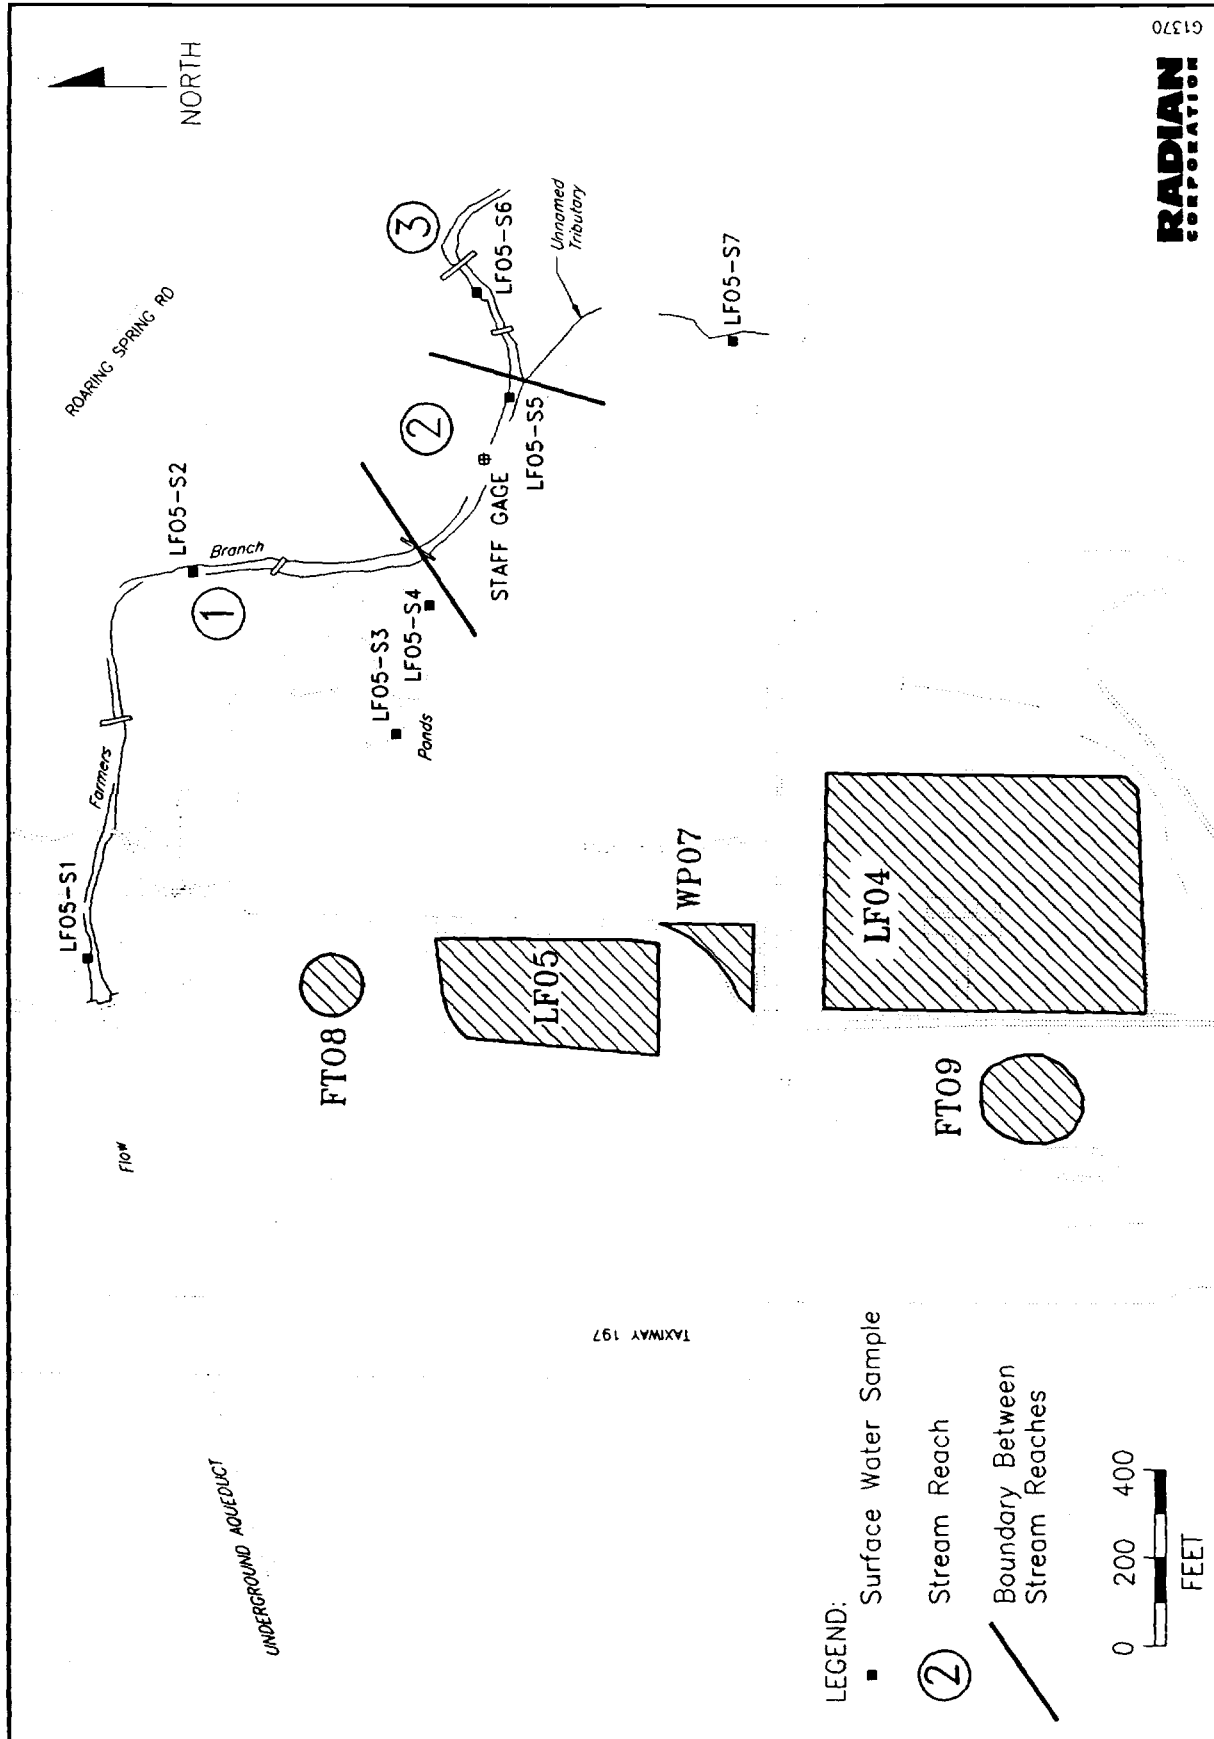 NORTH
ROARING SPRING RD
LF05-S1
Farmers
LF05-S2
Branch
1
Flow
UNDERGROUND AQUEDUCT
FT08
LF05-S3
Ponds
LF05-S4
2
3
STAFF GAGE
LF05-S5
LF05-S6
Unnamed
Tributary
LF05
WP07
LF05-S7
TAXIWAY 197
LF04
FT09
LEGEND:
Surface Water Sample
2
Stream Reach
Boundary Between
Stream Reaches
0 200 400
FEET
RADIAN
CORPORATION
G1370